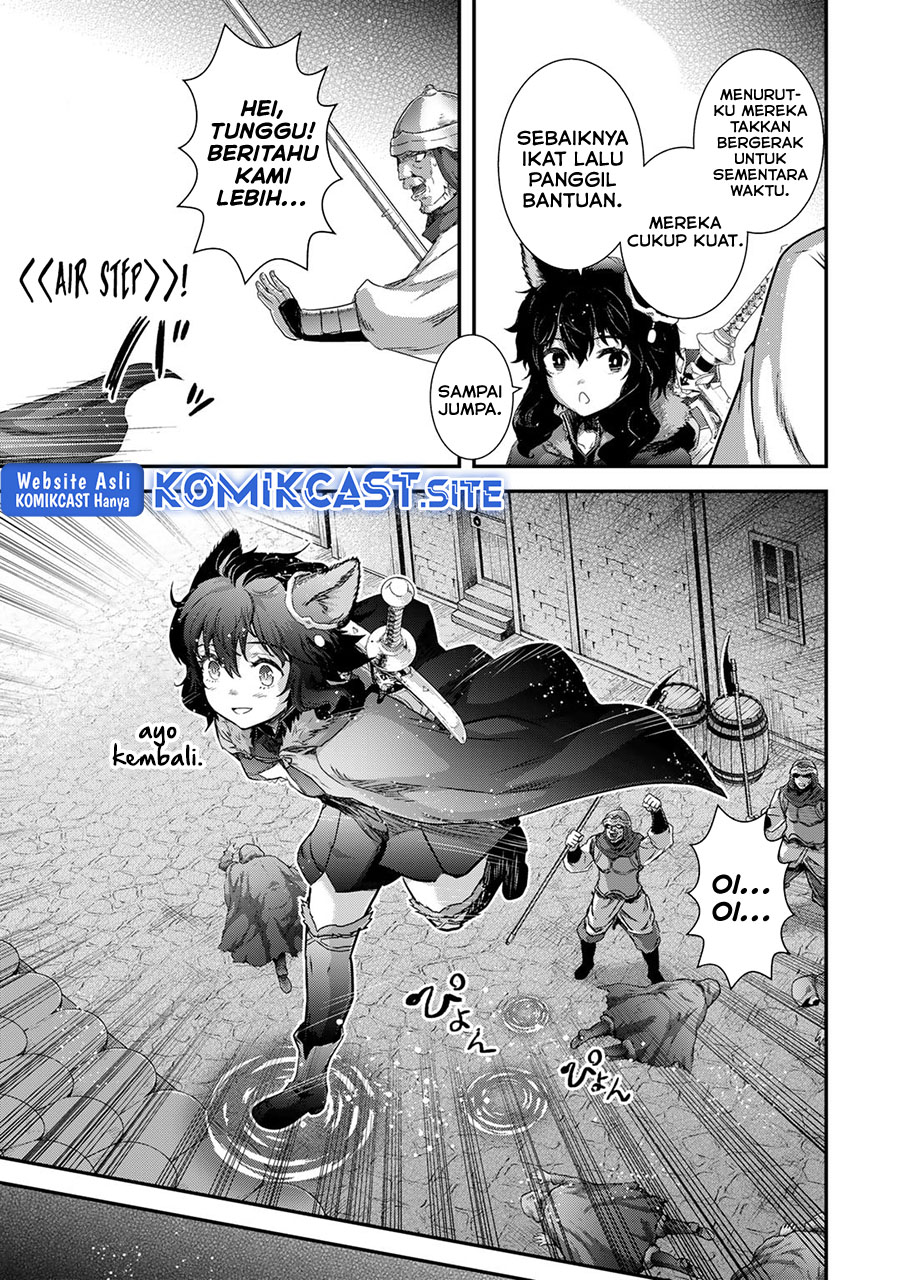 MENURUT-
KU MEREKA
TAKKAN
BERGERAK
UNTUK
SEMENTARA
WAKTU.
MEREKA
CUKUP KUAT.
SEBAIKNYA
IKAT LALU
PANGGIL
BANTUAN.
SAMPAI
JUMPA.
HEI,
TUNGGU!
BERITAHU
KAMI
LEBIH...
<<AIR STEP>>!
Website Asli
KOMIKCAST Hanya
KOMIKCAST.SITE
ayo
kembali.
OI...
OI...
ぴょん
ぴょん